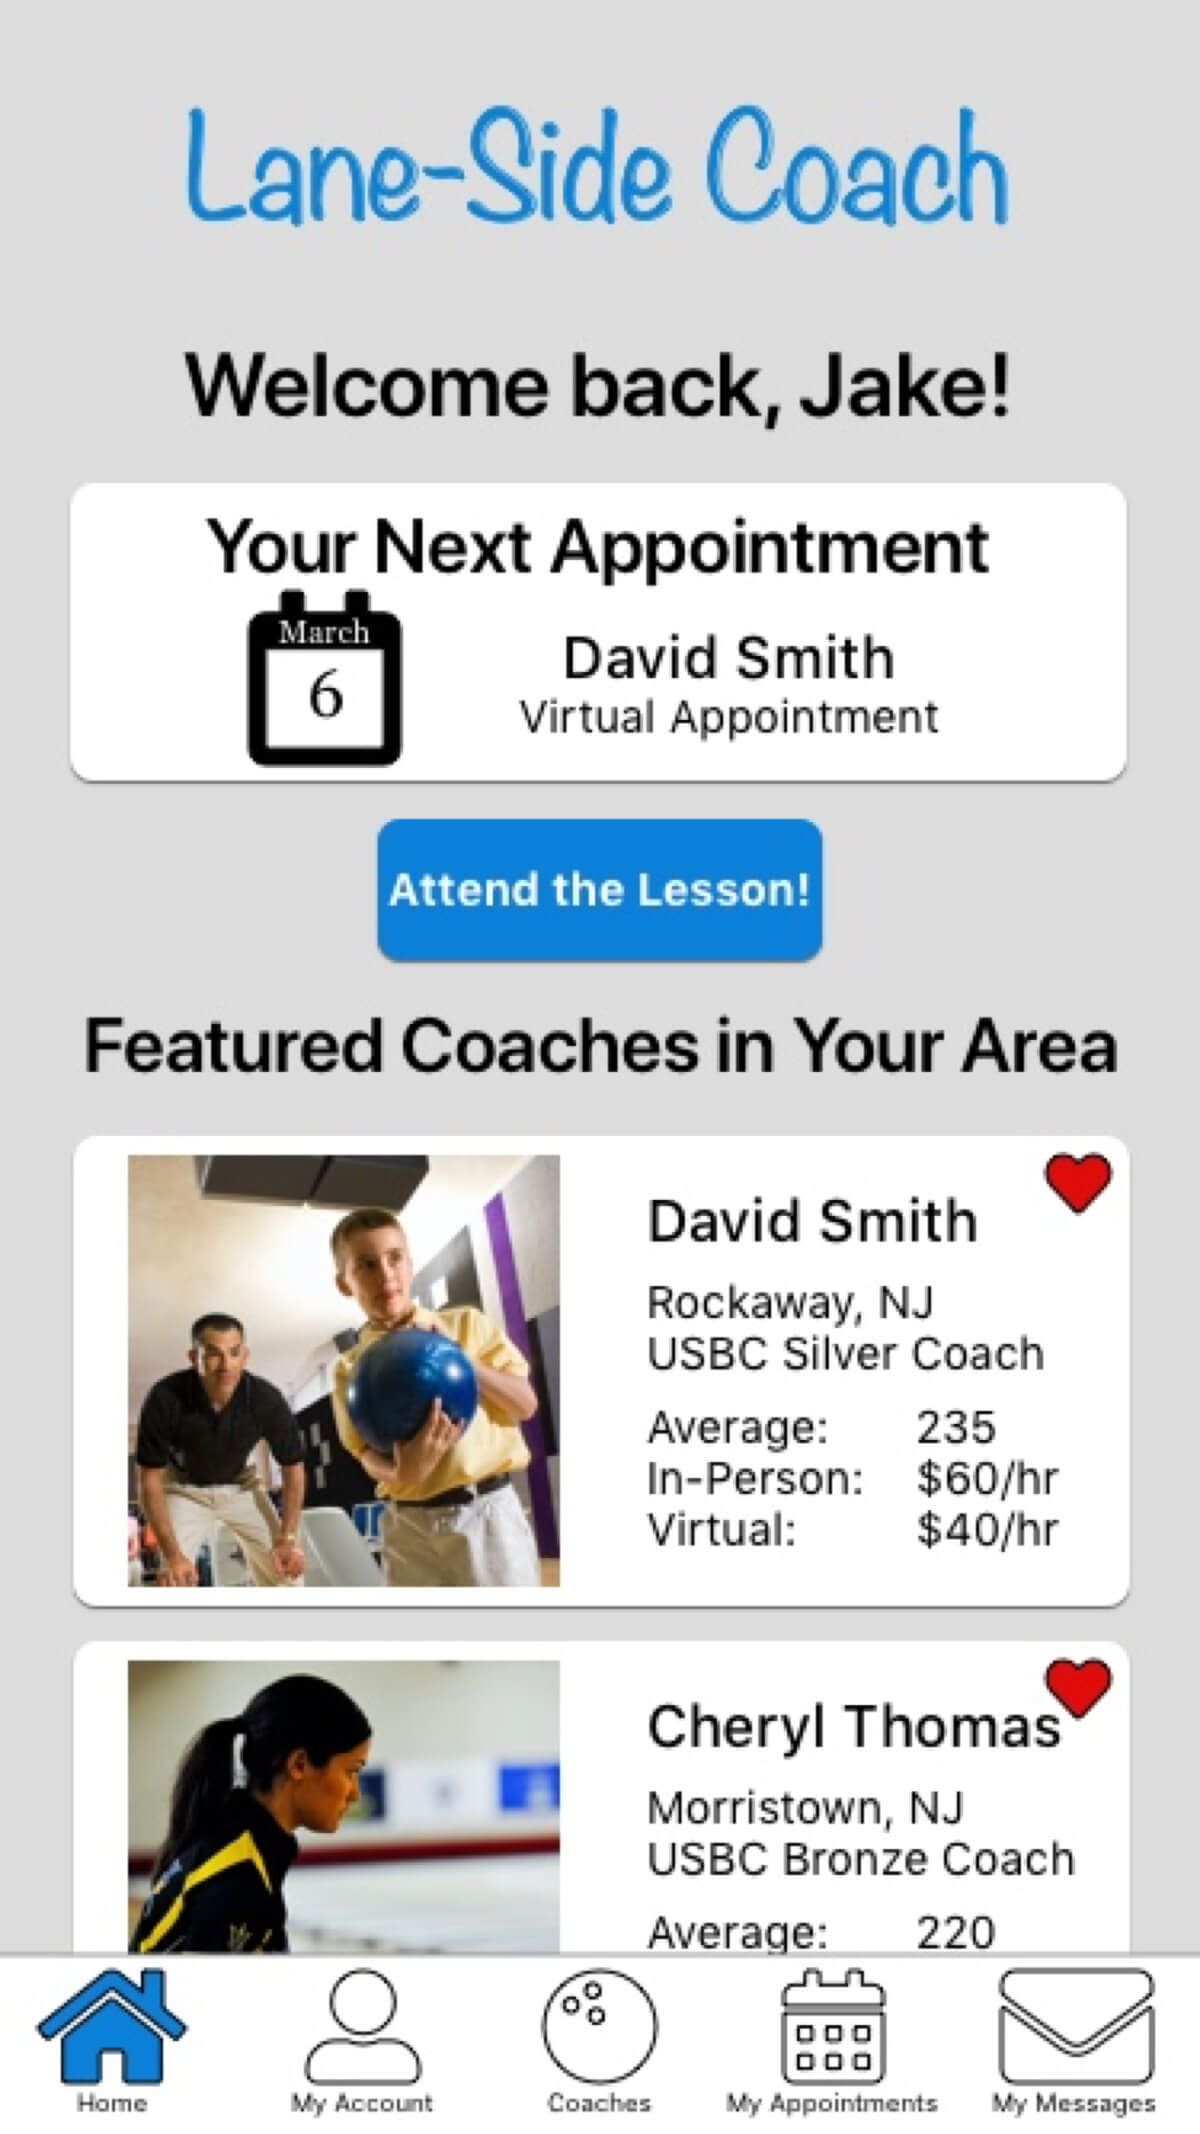 Lane-Side Coach
Welcome back, Jake!
Your Next Appointment
March
6
David Smith
Virtual Appointment
Attend the Lesson!
Featured Coaches in Your Area
David Smith
Rockaway, NJ
USBC Silver Coach
Average: 235
In-Person: $60/hr
Virtual: $40/hr
Cheryl Thomas
Morristown, NJ
USBC Bronze Coach
Average: 220
Home
My Account
Coaches
My Appointments
My Messages